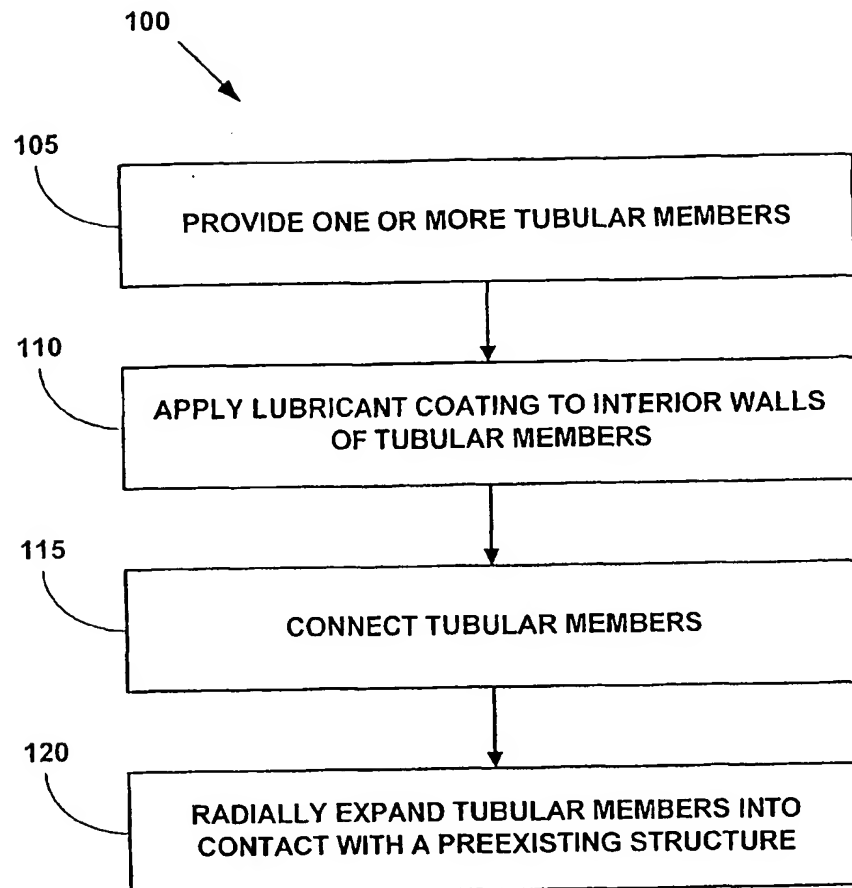 100
105
PROVIDE ONE OR MORE TUBULAR MEMBERS
110
APPLY LUBRICANT COATING TO INTERIOR WALLS
OF TUBULAR MEMBERS
115
CONNECT TUBULAR MEMBERS
120
RADIALLY EXPAND TUBULAR MEMBERS INTO
CONTACT WITH A PREEXISTING STRUCTURE